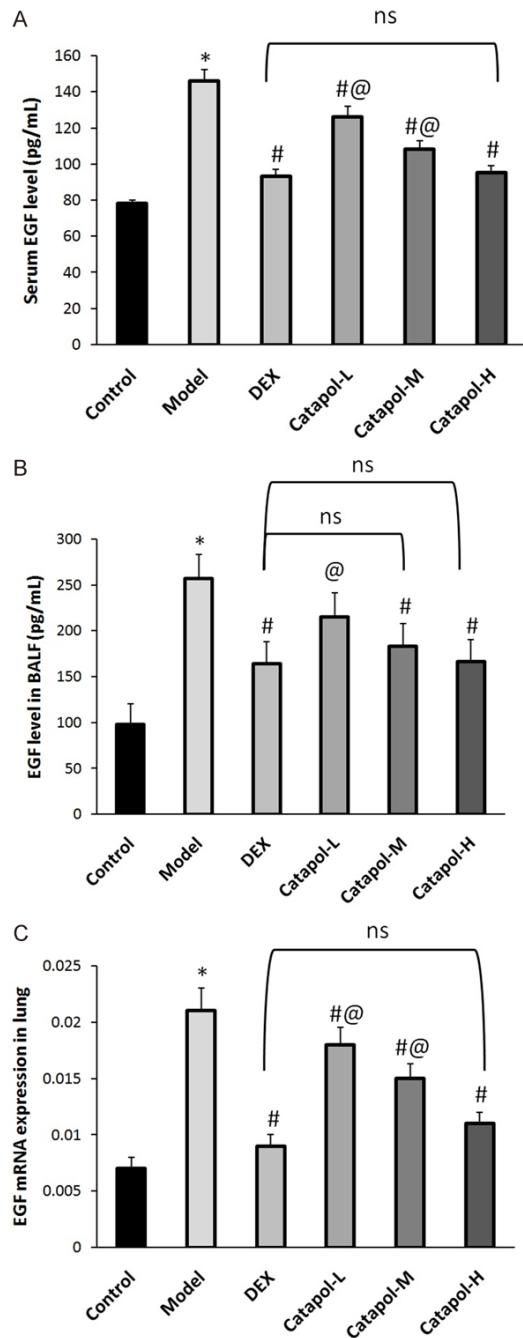 A
ns
Serum EGF level (pg/mL)
160
140
120
100
80
60
40
20
0
*
#
#@
#@
#
Control
Model
DEX
Catapol-L
Catapol-M
Catapol-H
B
ns
ns
EGF level in BALF (pg/mL)
300
250
200
150
100
50
0
*
#
@
#
#
Control
Model
DEX
Catapol-L
Catapol-M
Catapol-H
C
ns
EGF mRNA expression in lung
0.025
0.02
0.015
0.01
0.005
0
*
#
#@
#@
#
Control
Model
DEX
Catapol-L
Catapol-M
Catapol-H